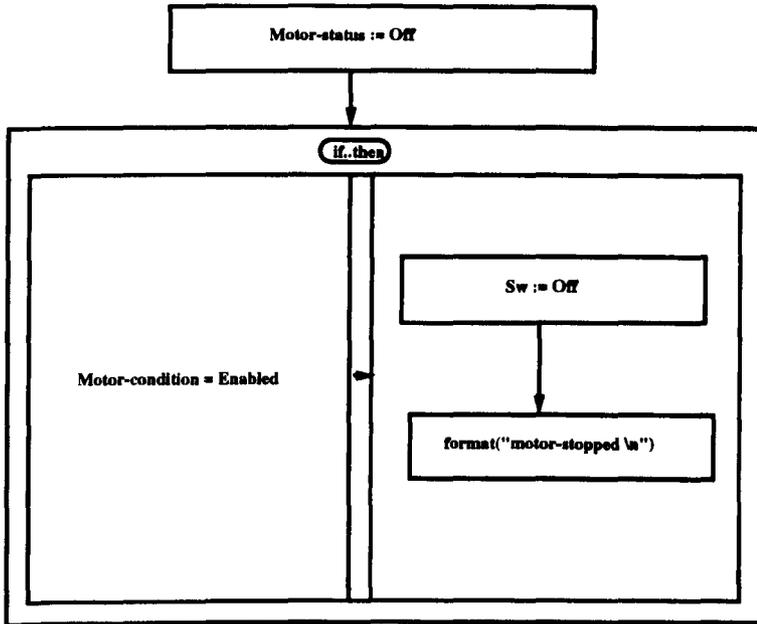 Motor-status := Off
if..then
Sw := Off
Motor-condition = Enabled
format("motor-stopped \n")